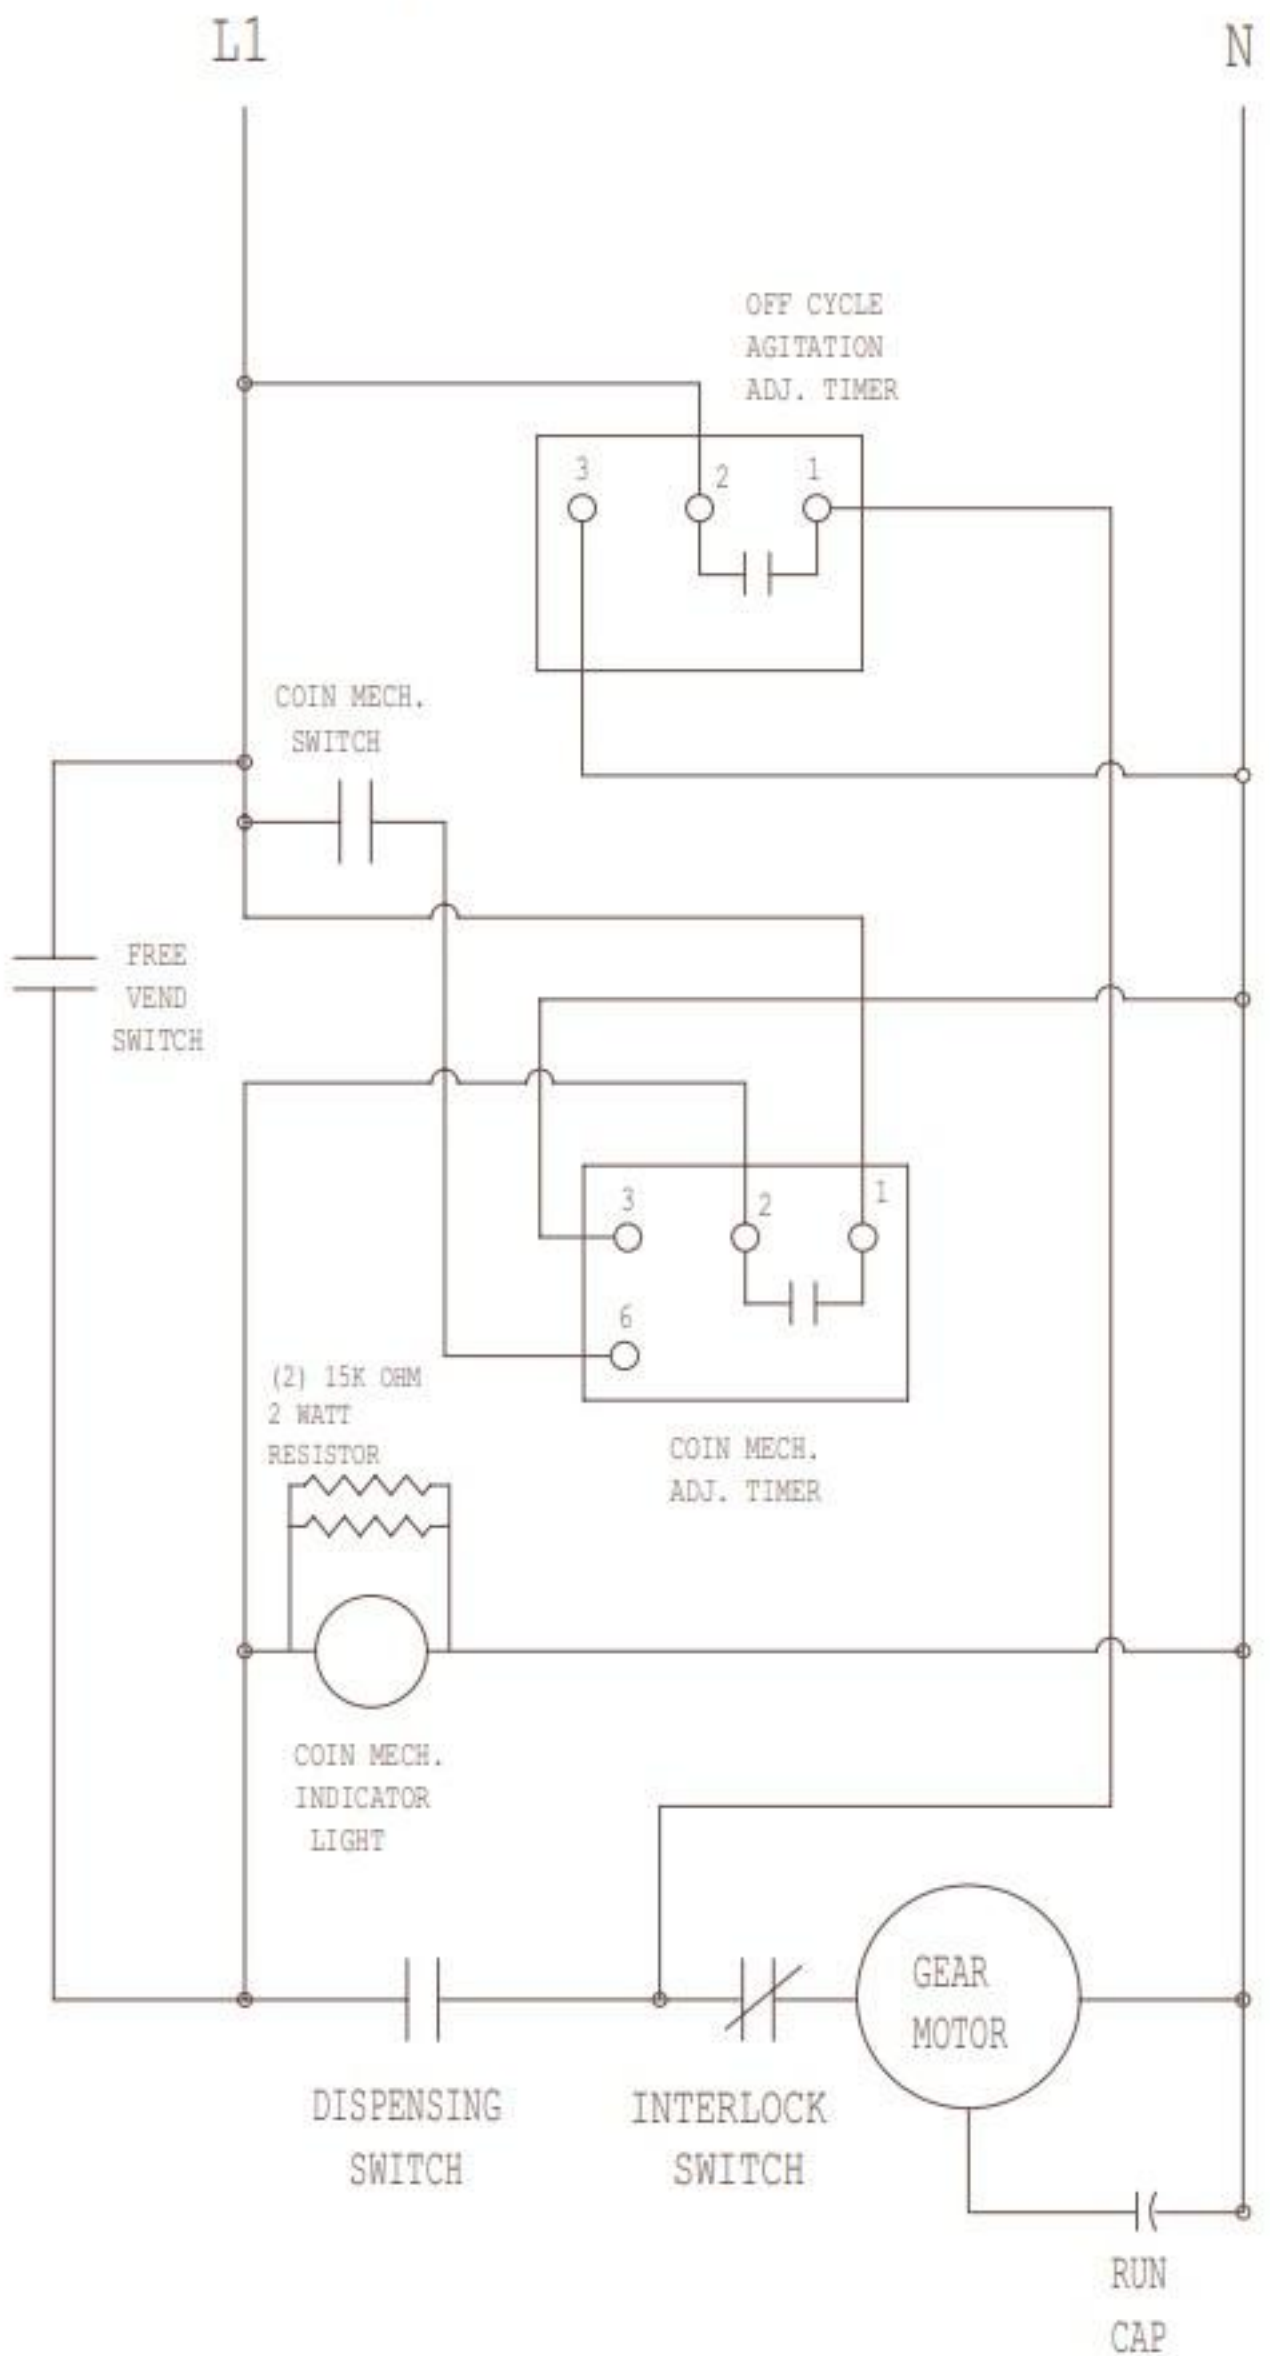 L1
N
OFF CYCLE
AGITATION
ADJ. TIMER
3
2
1
COIN MECH.
SWITCH
FREE
VEND
SWITCH
3
2
1
6
(2) 15K OHM
2 WATT
RESISTOR
COIN MECH.
ADJ. TIMER
COIN MECH.
INDICATOR
LIGHT
GEAR
MOTOR
DISPENSING
SWITCH
INTERLOCK
SWITCH
RUN
CAP